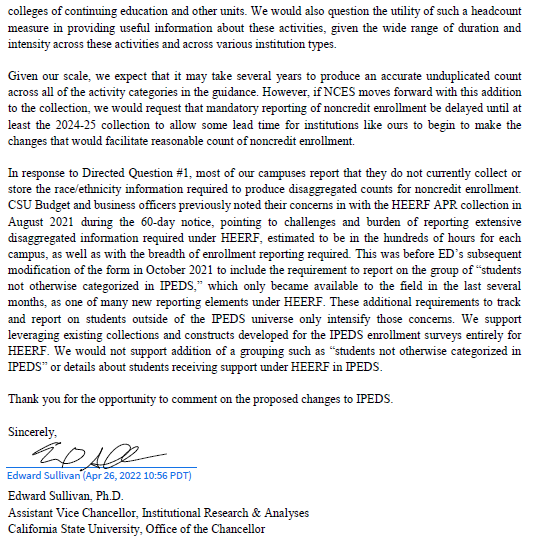 colleges of continuing education and other units. We would also question the utility of such a headcount
measure in providing useful information about these activities, given the wide range of duration and
intensity across these activities and across various institution types.
Given our scale, we expect that it may take several years to produce an accurate unduplicated count
across all of the activity categories in the guidance. However, if NCES moves forward with this addition
to the collection, we would request that mandatory reporting of noncredit enrollment be delayed until at
least the 2024-25 collection to allow some lead time for institutions like ours to begin to make the
changes that would facilitate reasonable count of noncredit enrollment.
In response to Directed Question #1, most of our campuses report that they do not currently collect or
store the race/ethnicity information required to produce disaggregated counts for noncredit enrollment.
CSU Budget and business officers previously noted their concerns in with the HEERF APR collection in
August 2021 during the 60-day notice, pointing to challenges and burden of reporting extensive
disaggregated information required under HEERF, estimated to be in the hundreds of hours for each
campus, as well as with the breadth of enrollment reporting required. This was before ED's subsequent
modification of the form in October 2021 to include the requirement to report on the group of “students
not otherwise categorized in IPEDS,” which only became available to the field in the last several
months, as one of many new reporting elements under HEERF. These additional requirements to track
and report on students outside of the IPEDS universe only intensify those concerns. We support
leveraging existing collections and constructs developed for the IPEDS enrollment surveys entirely for
HEERF. We would not support addition of a grouping such as “students not otherwise categorized in
IPEDS” or details about students receiving support under HEERF in IPEDS.
Thank you for the opportunity to comment on the proposed changes to IPEDS.
Sincerely,
Edward Sullivan (Apr 26, 2022 10:56 PDT)
Edward Sullivan, Ph.D.
Assistant Vice Chancellor, Institutional Research & Analyses
California State University, Office of the Chancellor